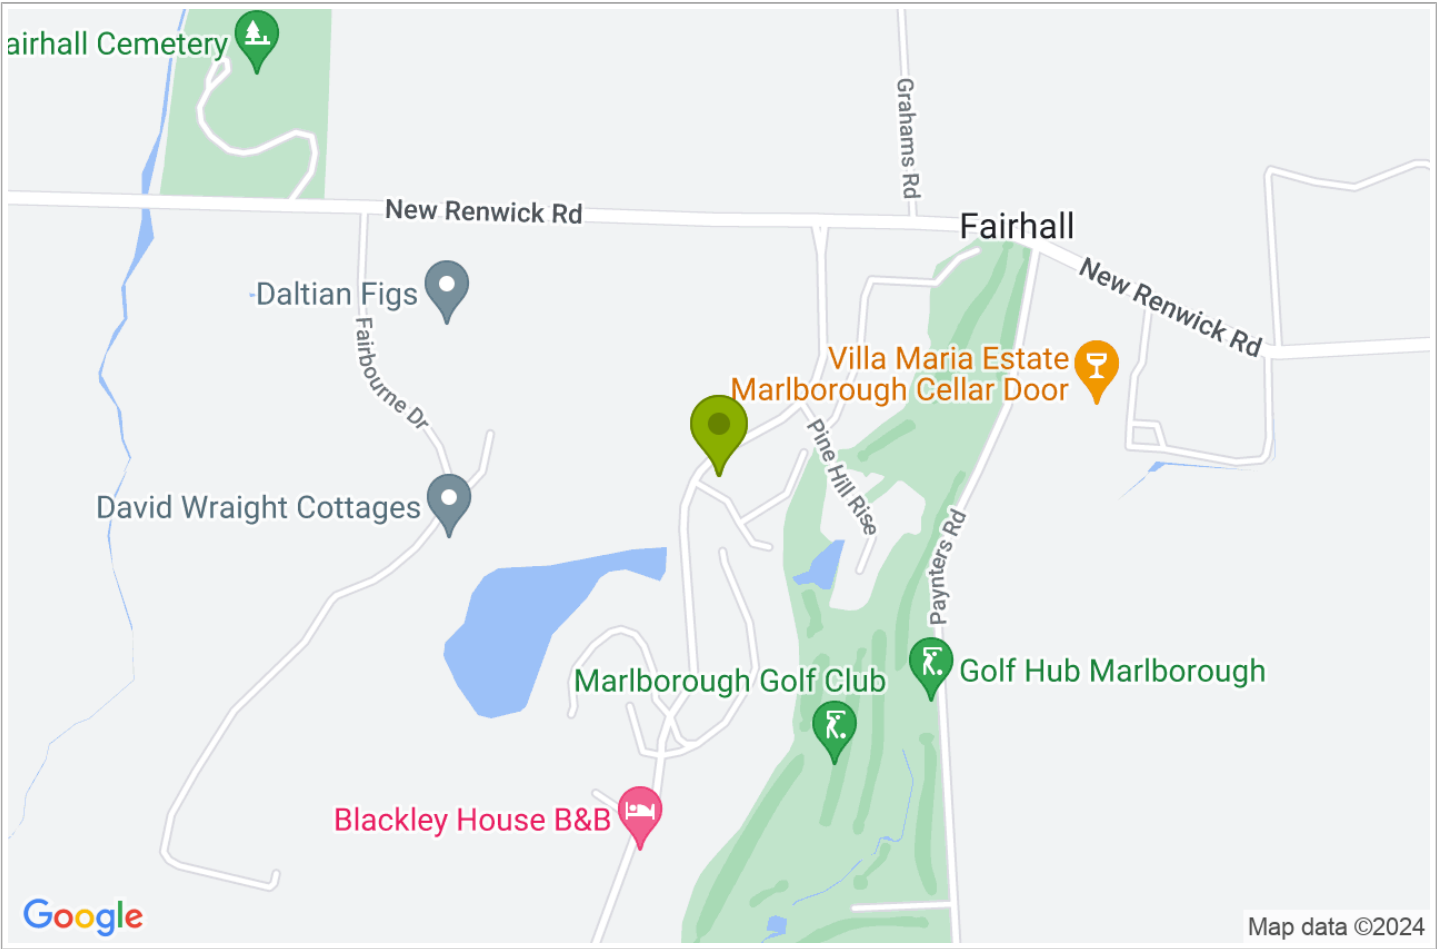 airhall Cemetery
Grahams Rd
New Renwick Rd
Fairhall
New Renwick Rd
Daltian Figs
Fairbourne Dr
Villa Maria Estate
Marlborough Cellar Door
Pine Hill Rise
David Wraight Cottages
Paynters Rd
Marlborough Golf Club
Golf Hub Marlborough
Blackley House B&B
Google
Map data ©2024